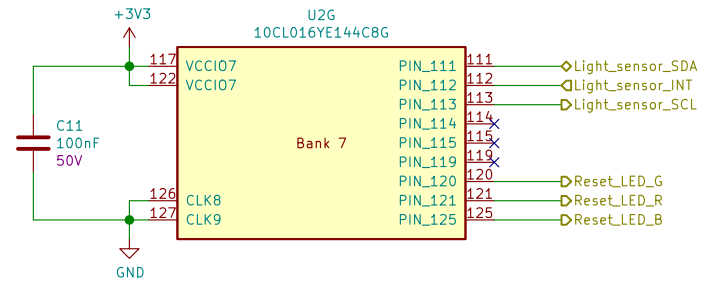 +3V3
U2G
10CL016YE144C8G
117 VCCIO7 PIN_111 111 Light_sensor_SDA
122 VCCIO7 PIN_112 112 Light_sensor_INT
PIN_113 113 Light_sensor_SCL
PIN_114 114
C11
100nF Bank 7 PIN_115 115
50V PIN_119 119
PIN_120 120 Reset_LED_G
126 CLK8 PIN_121 121 Reset_LED_R
127 CLK9 PIN_125 125 Reset_LED_B
GND